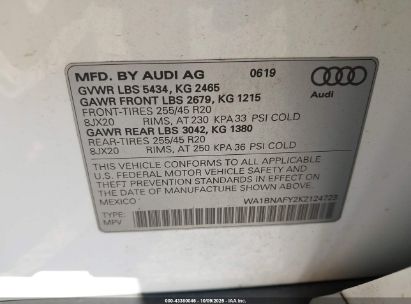 MFD. BY AUDI AG 0619
GVWR LBS 5434, KG 2465
GAWR FRONT LBS 2679, KG 1215
FRONT-TIRES 255/45 R20
8JX20 RIMS, AT 230 KPA 33 PSI COLD
GAWR REAR LBS 3042, KG 1380
REAR-TIRES 255/45 R20
8JX20 RIMS, AT 250 KPA 36 PSI COLD
Audi
THIS VEHICLE CONFORMS TO ALL APPLICABLE
U.S. FEDERAL MOTOR VEHICLE SAFETY AND
THEFT PREVENTION STANDARDS IN EFFECT ON
THE DATE OF MANUFACTURE SHOWN ABOVE.
MEXICO WA1BNAFY2K2124723
TYPE:
MPV